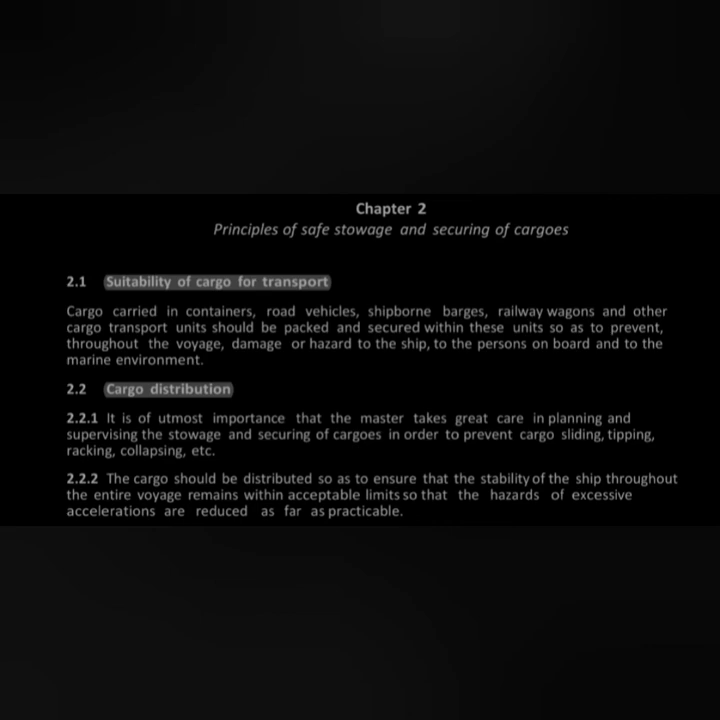 Chapter 2
Principles of safe stowage and securing of cargoes
2.1 Suitability of cargo for transport
Cargo carried in containers, road vehicles, shipborne barges, railway wagons and other
cargo transport units should be packed and secured within these units so as to prevent,
throughout the voyage, damage or hazard to the ship, to the persons on board and to the
marine environment.
2.2 Cargo distribution
2.2.1 It is of utmost importance that the master takes great care in planning and
supervising the stowage and securing of cargoes in order to prevent cargo sliding, tipping,
racking, collapsing, etc.
2.2.2 The cargo should be distributed so as to ensure that the stability of the ship throughout
the entire voyage remains within acceptable limits so that the hazards of excessive
accelerations are reduced as far as practicable.